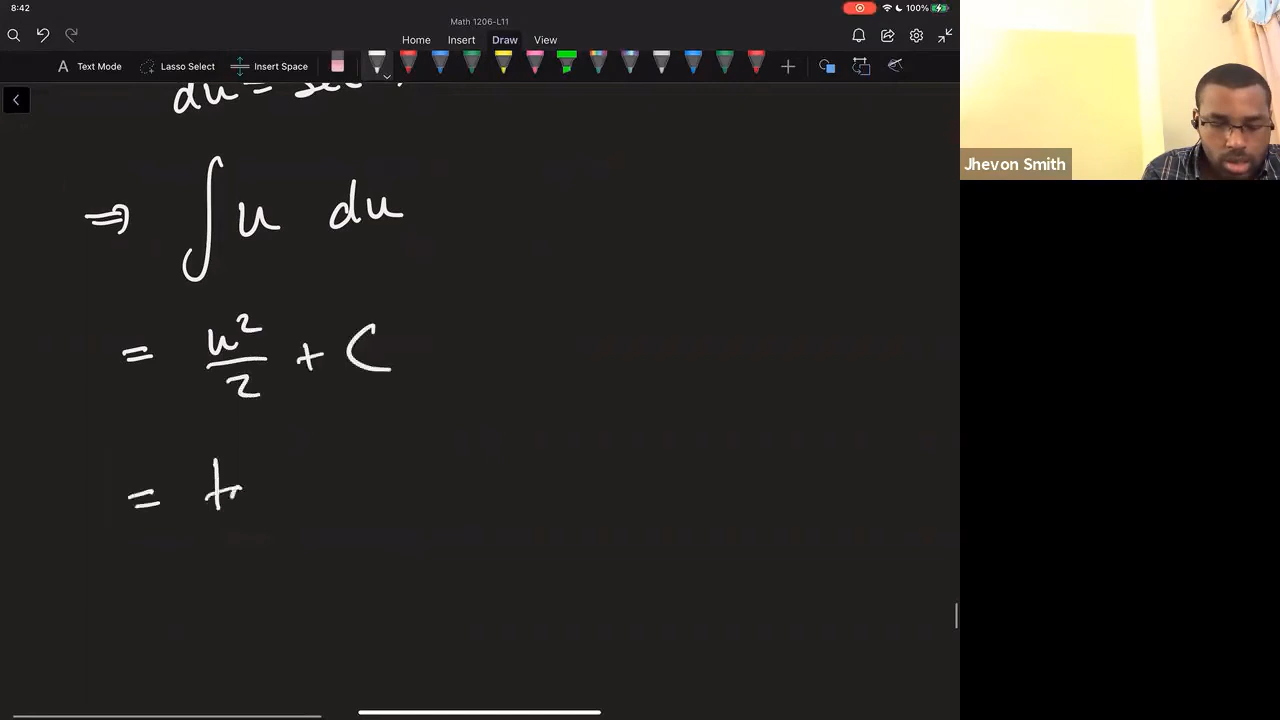 8:42
Math 1206-L11
100%
Home Insert Draw View
Text Mode Lasso Select Insert Space
du =
⇒ ∫ u du
= u²/2 + C
= t
Jhevon Smith